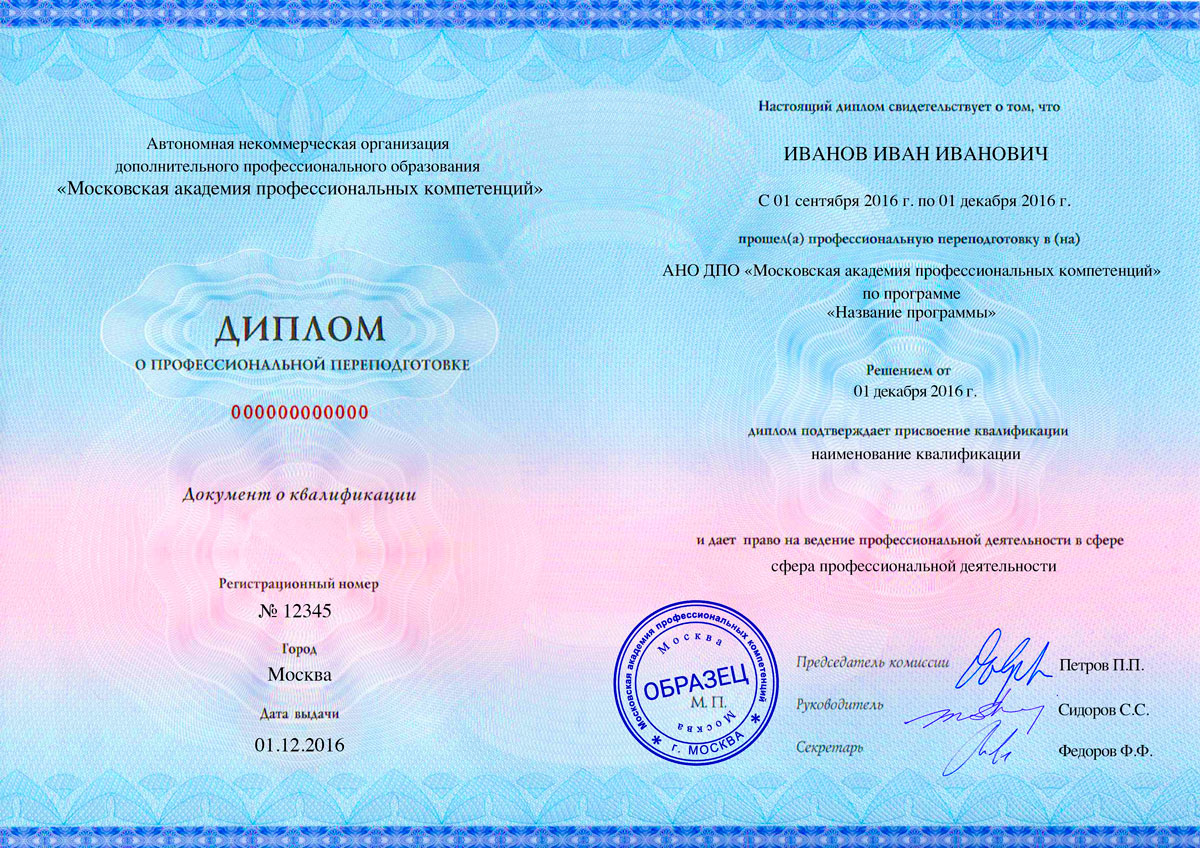 Автономная некоммерческая организация
дополнительного профессионального образования
«Московская академия профессиональных компетенций»
ДИПЛОМ
О ПРОФЕССИОНАЛЬНОЙ ПЕРЕПОДГОТОВКЕ
000000000000
Документ о квалификации
Регистрационный номер
№ 12345
Город
Москва
Дата выдачи
01.12.2016
Настоящий диплом свидетельствует о том, что
ИВАНОВ ИВАН ИВАНОВИЧ
С 01 сентября 2016 г. по 01 декабря 2016 г.
прошел(а) профессиональную переподготовку в (на)
АНО ДПО «Московская академия профессиональных компетенций»
по программе
«Название программы»
Решением от
01 декабря 2016 г.
диплом подтверждает присвоение квалификации
наименование квалификации
и дает право на ведение профессиональной деятельности в сфере
сфера профессиональной деятельности
Московская академия профессиональных компетенций
Москва
ОБРАЗЕЦ
М. П.
Москва
* г. МОСКВА *
Председатель комиссии Петров П.П.
Руководитель Сидоров С.С.
Секретарь Федоров Ф.Ф.